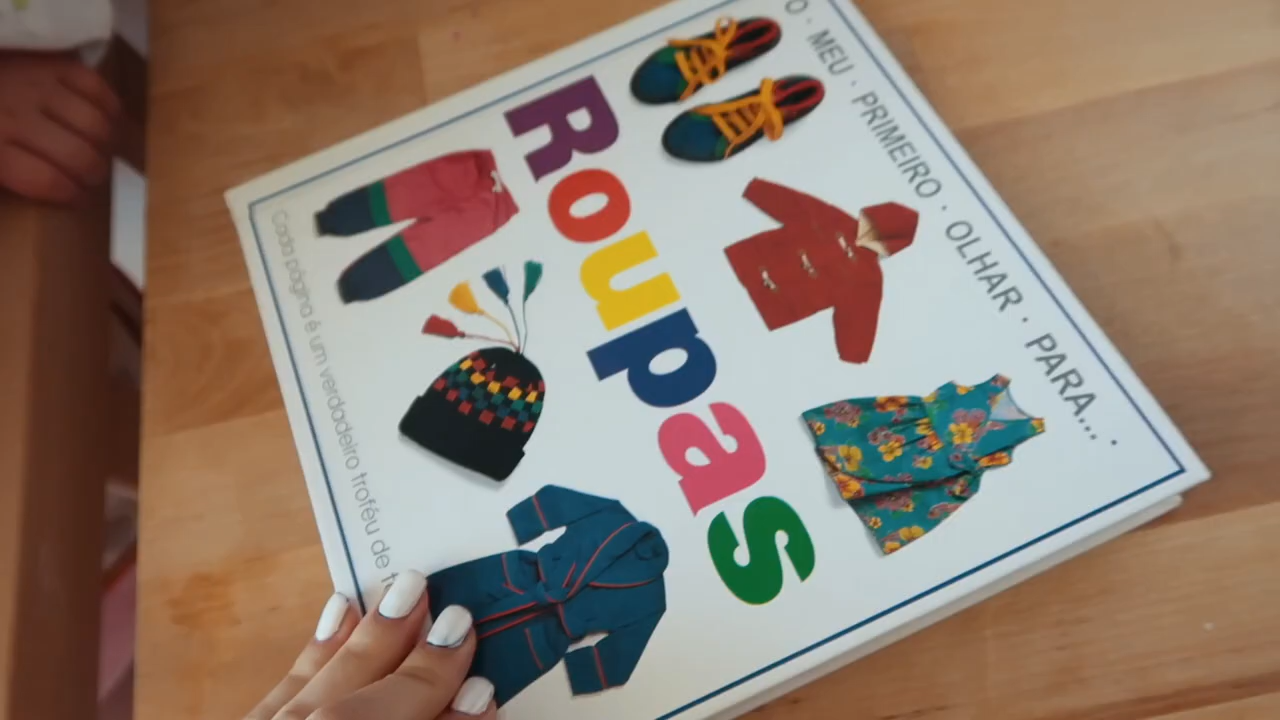 O · MEU · PRIMEIRO · OLHAR · PARA... ·
Roupas
Cada página é um verdadeiro troféu de